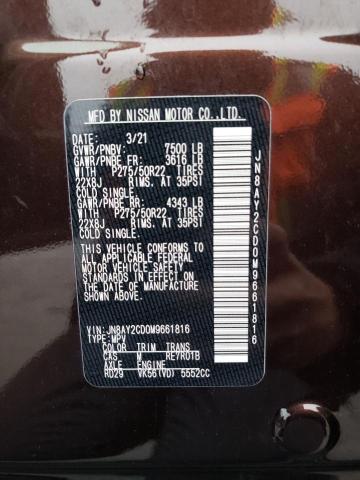 MFD BY NISSAN MOTOR CO.,LTD.
DATE: 3/21
GVWR/PNBV: 7500 LB
GAWR/PNBE FR: 3616 LB
WITH P275/50R22 TIRES.
22X8J RIMS. AT 35PSI
COLD SINGLE.
GAWR/PNBE RR: 4343 LB
WITH P275/50R22 TIRES.
22X8J RIMS. AT 35PSI
COLD SINGLE.
THIS VEHICLE CONFORMS TO
ALL APPLICABLE FEDERAL
MOTOR VEHICLE SAFETY
STANDARDS IN EFFECT ON
THE DATE OF MANUFACTURE
SHOWN ABOVE.
VIN: JN8AY2CD0M9661816
TYPE: MPV
COLOR TRIM TRANS
CAS M RE7R01B
AXLE ENGINE
RD29 VK56(VD) 5552CC
JN8AY2CD0M9661816